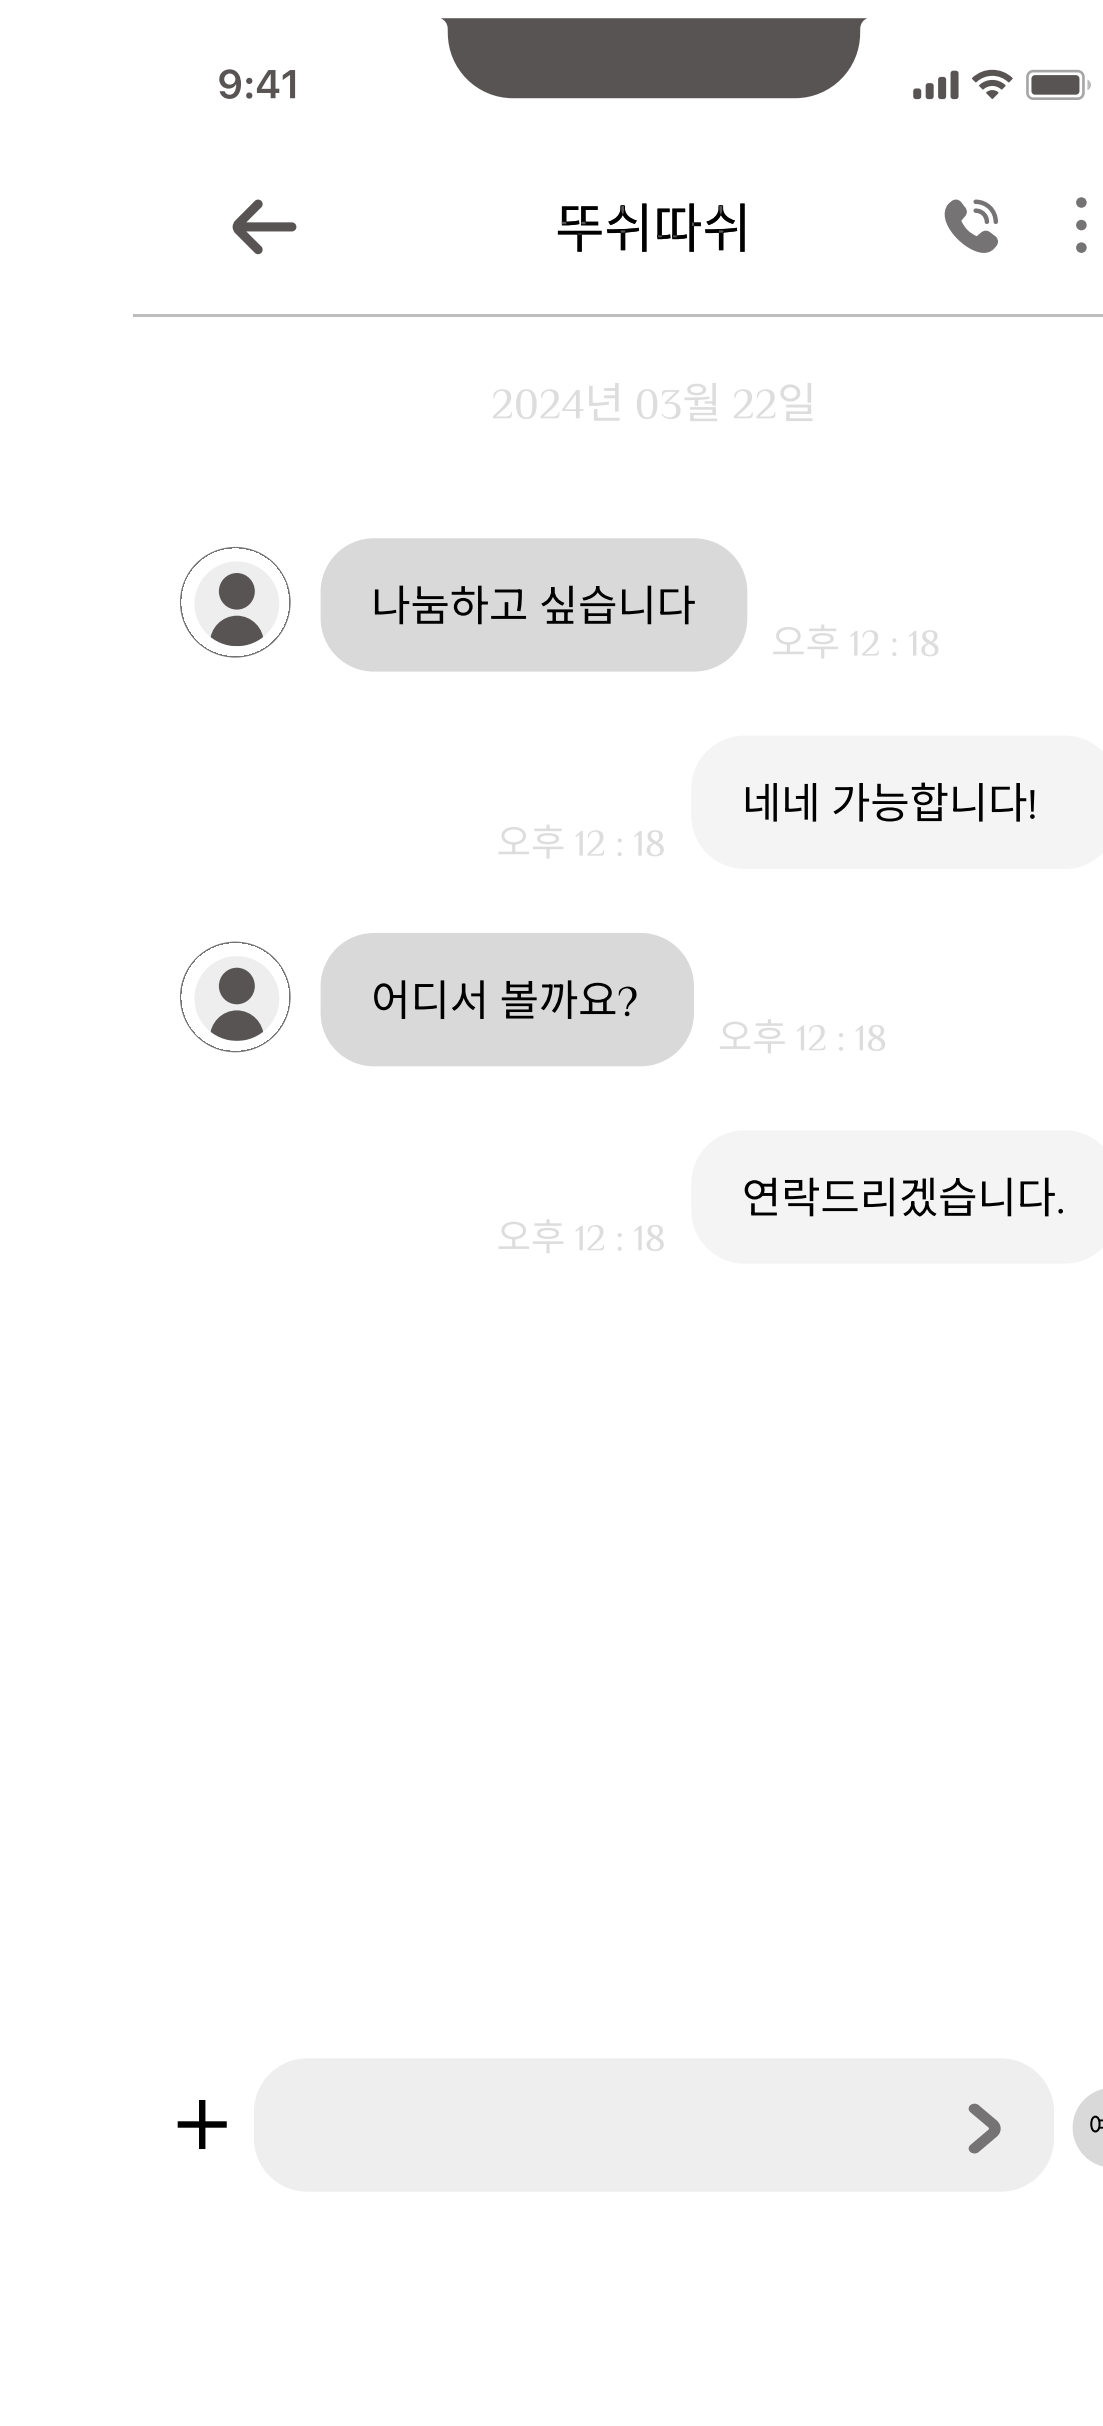 9:41
뚜쉬따쉬
2024년 03월 22일
나눔하고 싶습니다
오후 12 : 18
네네 가능합니다!
오후 12 : 18
어디서 볼까요?
오후 12 : 18
연락드리겠습니다.
오후 12 : 18